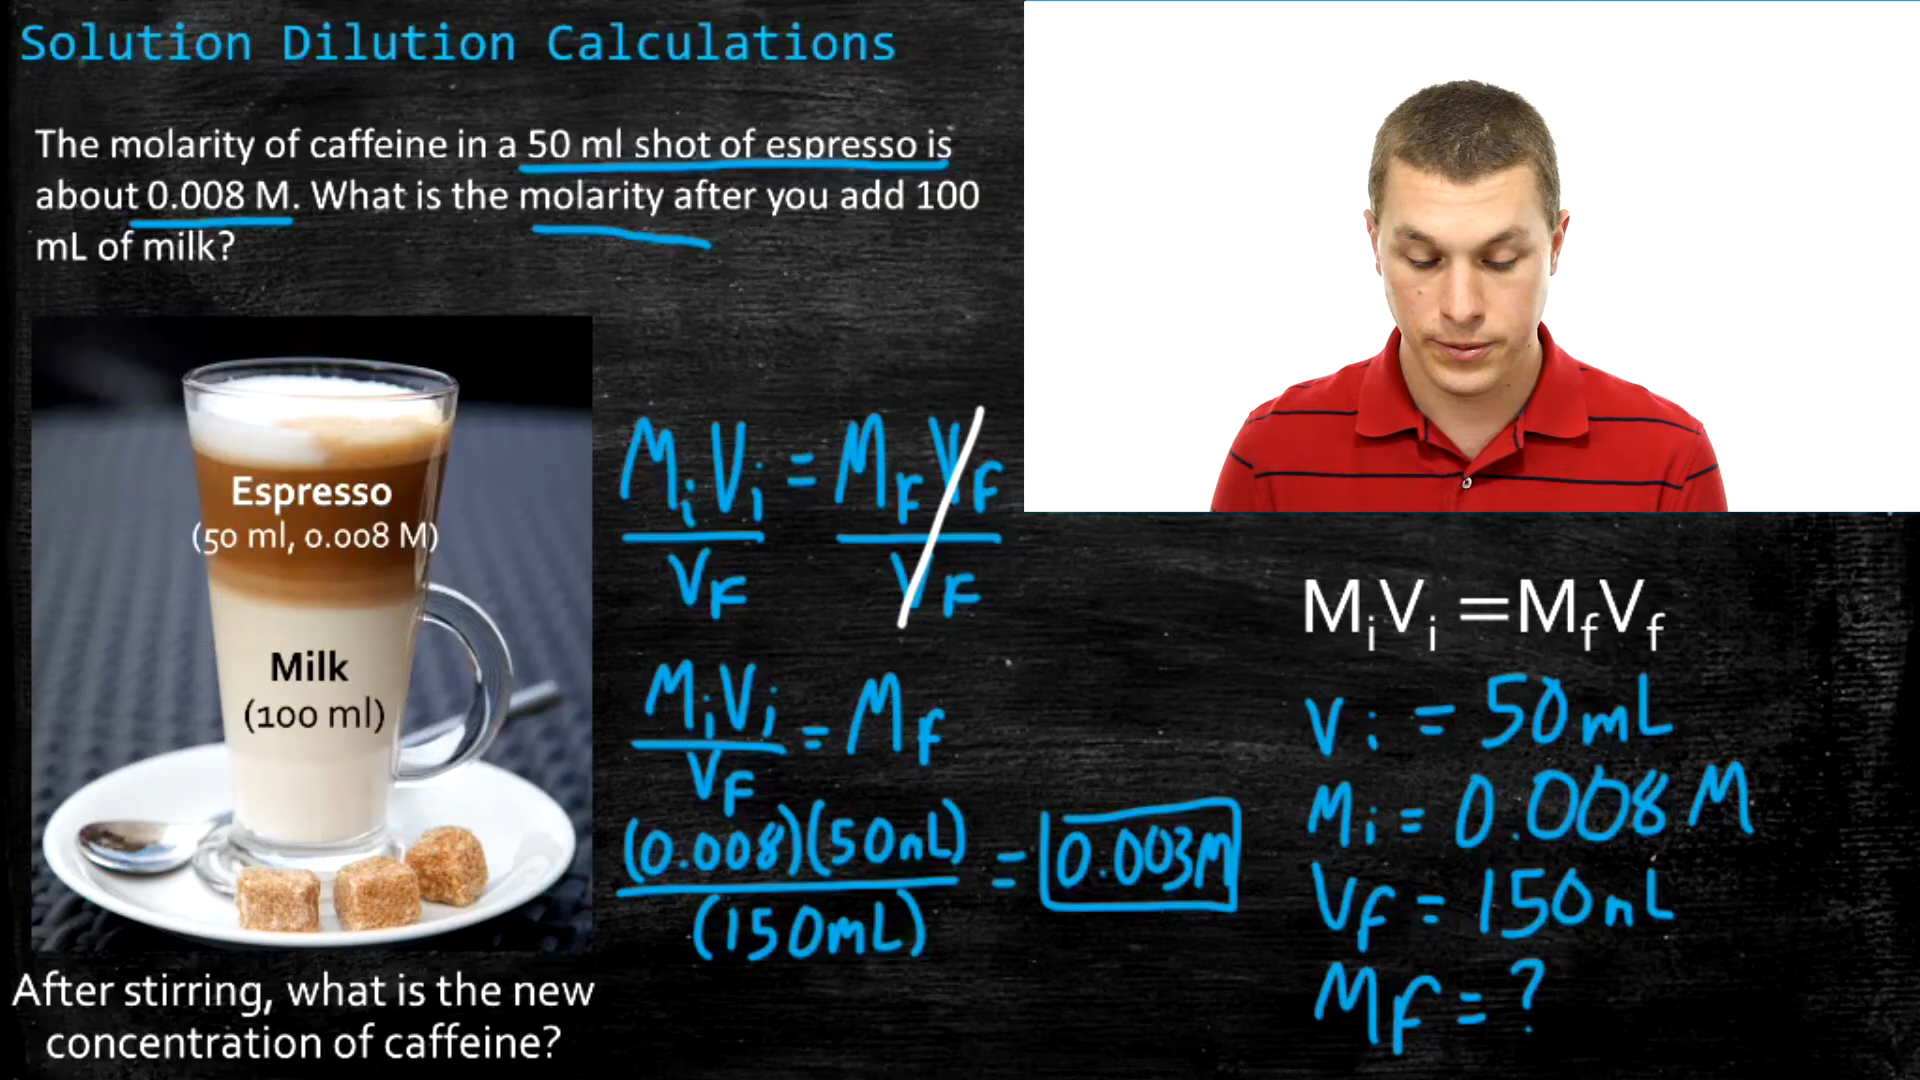 Solution Dilution Calculations
The molarity of caffeine in a 50 ml shot of espresso is
about 0.008 M. What is the molarity after you add 100
mL of milk?
Espresso
(50 ml, 0.008 M)
Milk
(100 ml)
After stirring, what is the new
concentration of caffeine?
MiVi = MFVF
VF VF
MiVi = MF
VF
(0.008)(50mL) = 0.003M
(150mL)
MiVi =MfVf
Vi = 50mL
Mi = 0.008 M
Vf = 150mL
MF = ?